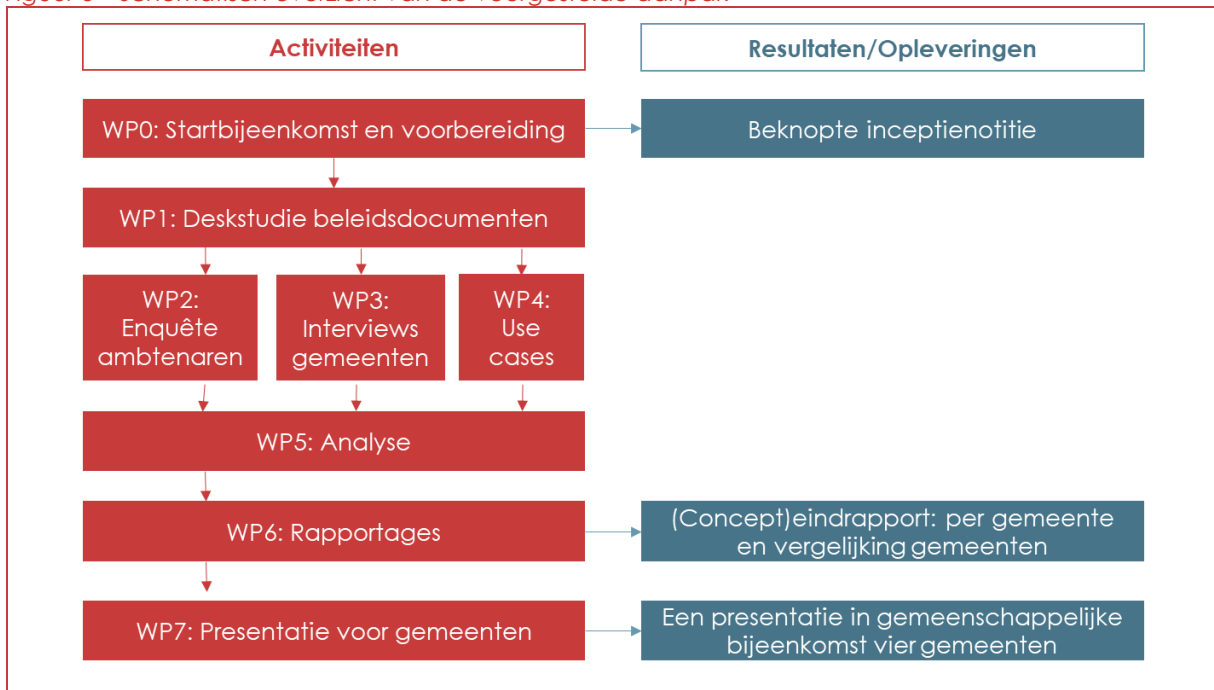 Activiteiten
Resultaten/Opleveringen
WP0: Startbijeenkomst en voorbereiding
Beknopte inceptienotitie
WP1: Deskstudie beleidsdocumenten
WP2:
Enquête
ambtenaren
WP3:
Interviews
gemeenten
WP4:
Use
cases
WP5: Analyse
WP6: Rapportages
(Concept)eindrapport: per gemeente
en vergelijking gemeenten
WP7: Presentatie voor gemeenten
Een presentatie in gemeenschappelijke
bijeenkomst vier gemeenten